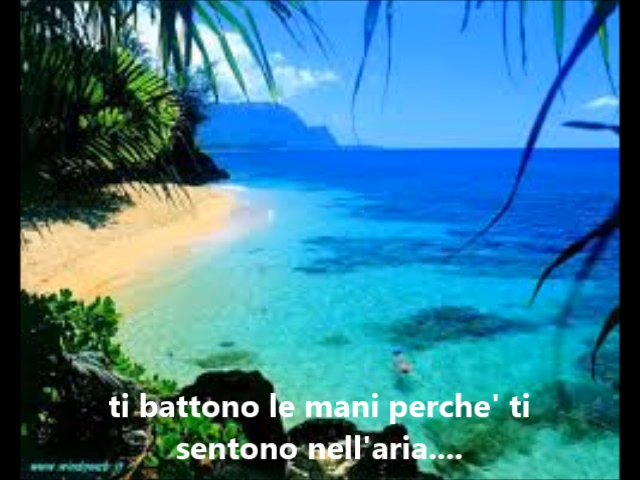 ti battono le mani perche' ti
sentono nell'aria....